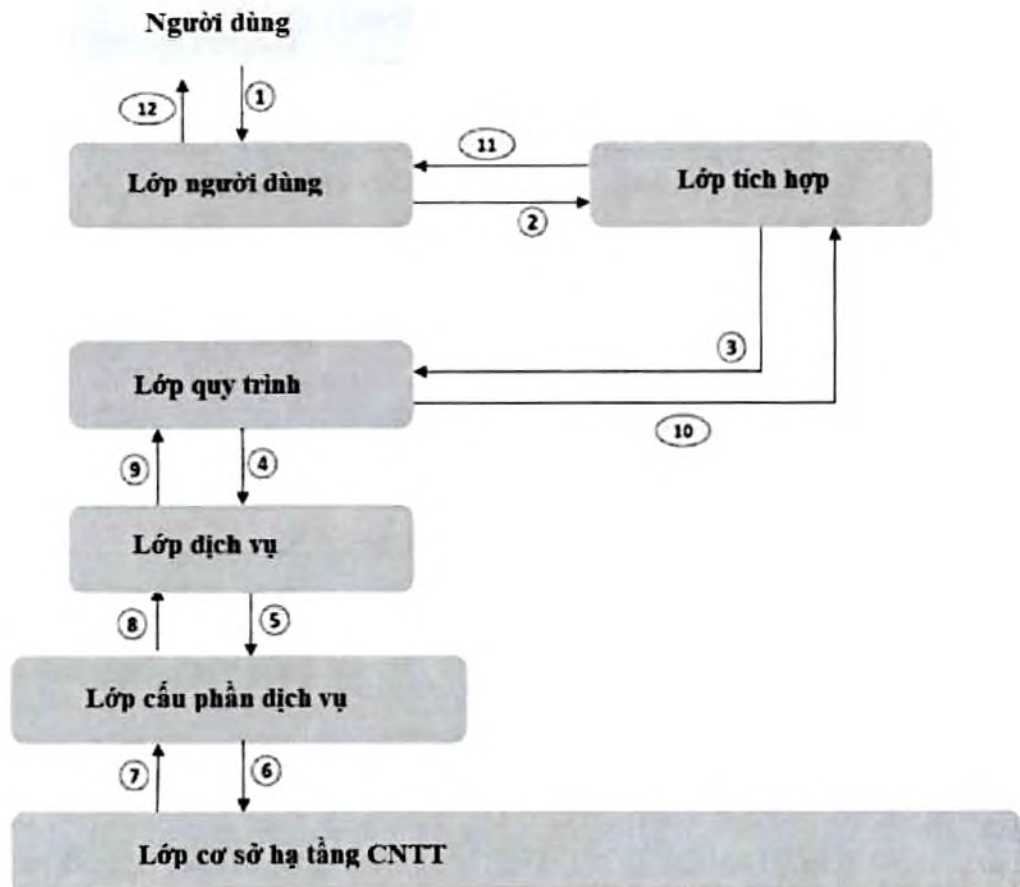 Người dùng
12
1
Lớp người dùng
11
2
Lớp tích hợp
3
Lớp quy trình
10
9
4
Lớp dịch vụ
8
5
Lớp cấu phần dịch vụ
7
6
Lớp cơ sở hạ tầng CNTT